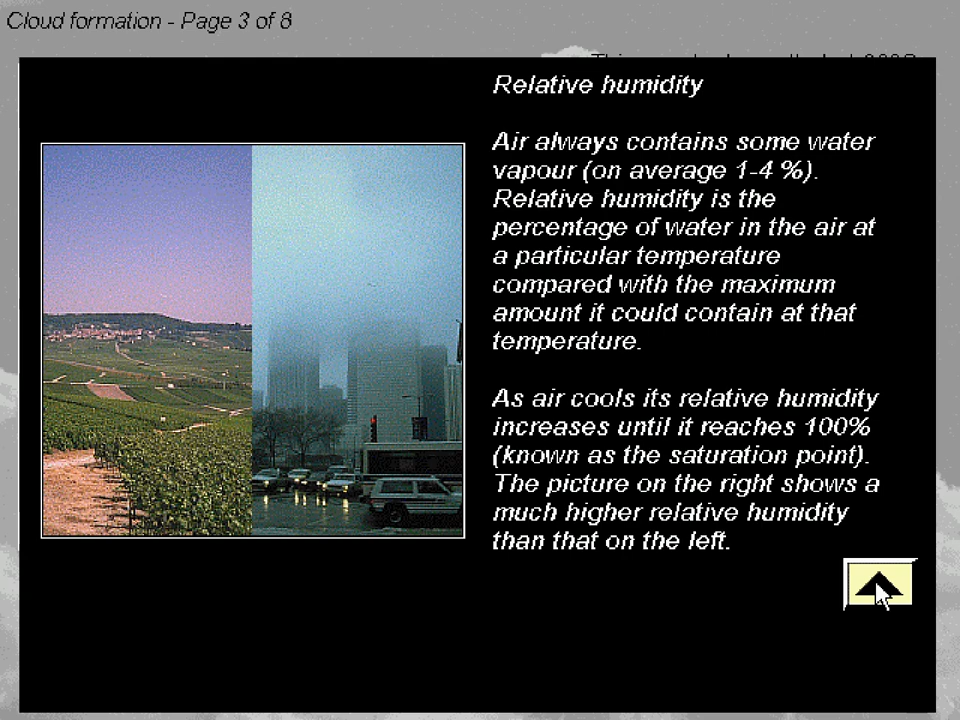 Cloud formation - Page 3 of 8
Relative humidity
Air always contains some water
vapour (on average 1-4 %).
Relative humidity is the
percentage of water in the air at
a particular temperature
compared with the maximum
amount it could contain at that
temperature.
As air cools its relative humidity
increases until it reaches 100%
(known as the saturation point).
The picture on the right shows a
much higher relative humidity
than that on the left.